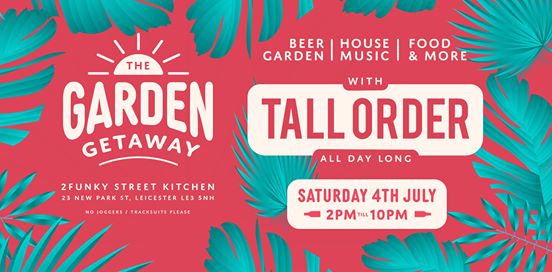 THE
GARDEN
GETAWAY
2FUNKY STREET KITCHEN
23 NEW PARK ST, LEICESTER LE3 5NH
NO JOGGERS / TRACKSUITS PLEASE
BEER GARDEN | HOUSE MUSIC | FOOD & MORE
WITH
TALL ORDER
ALL DAY LONG
SATURDAY 4TH JULY
2PM TILL 10PM